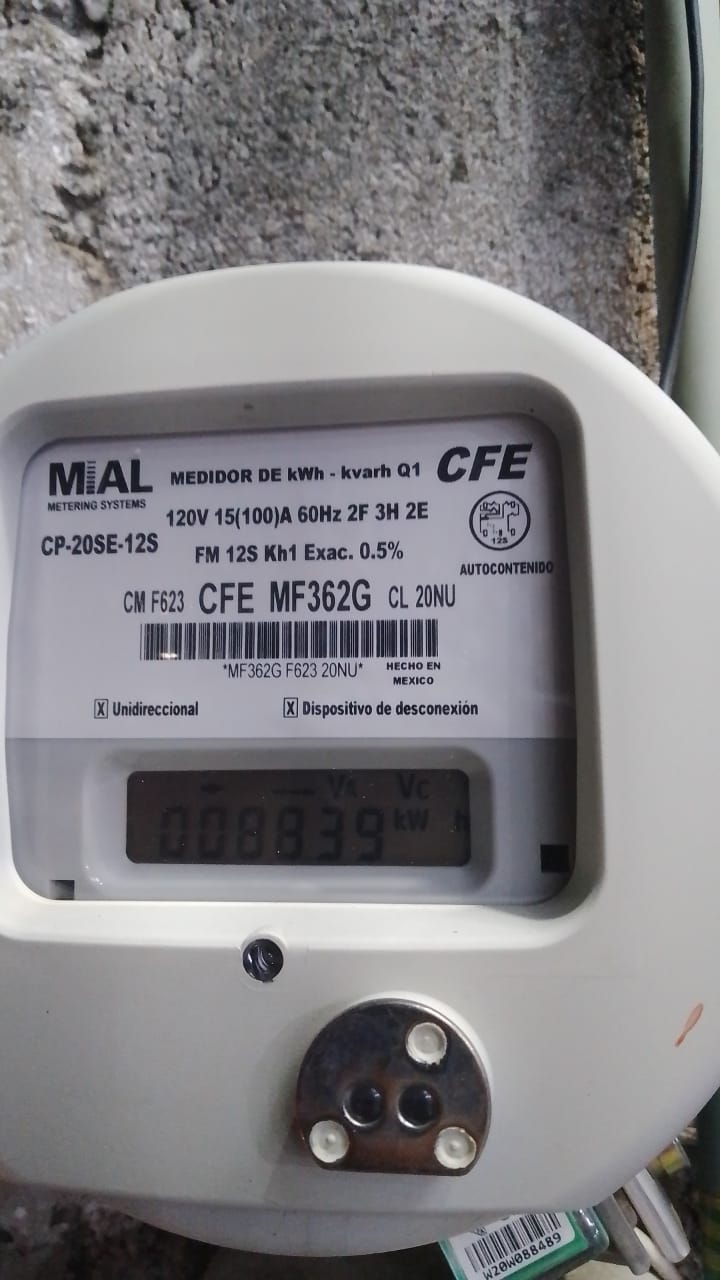 MIAL
METERING SYSTEMS
MEDIDOR DE kWh - kvarh Q1
CFE
120V 15(100)A 60Hz 2F 3H 2E
CP-20SE-12S
FM 12S Kh1 Exac. 0.5%
12S
AUTOCONTENIDO
CM F623 CFE MF362G CL 20NU
*MF362G F623 20NU*
HECHO EN
MEXICO
X Unidireccional
X Dispositivo de desconexión
Vc
kW h
W20W088489